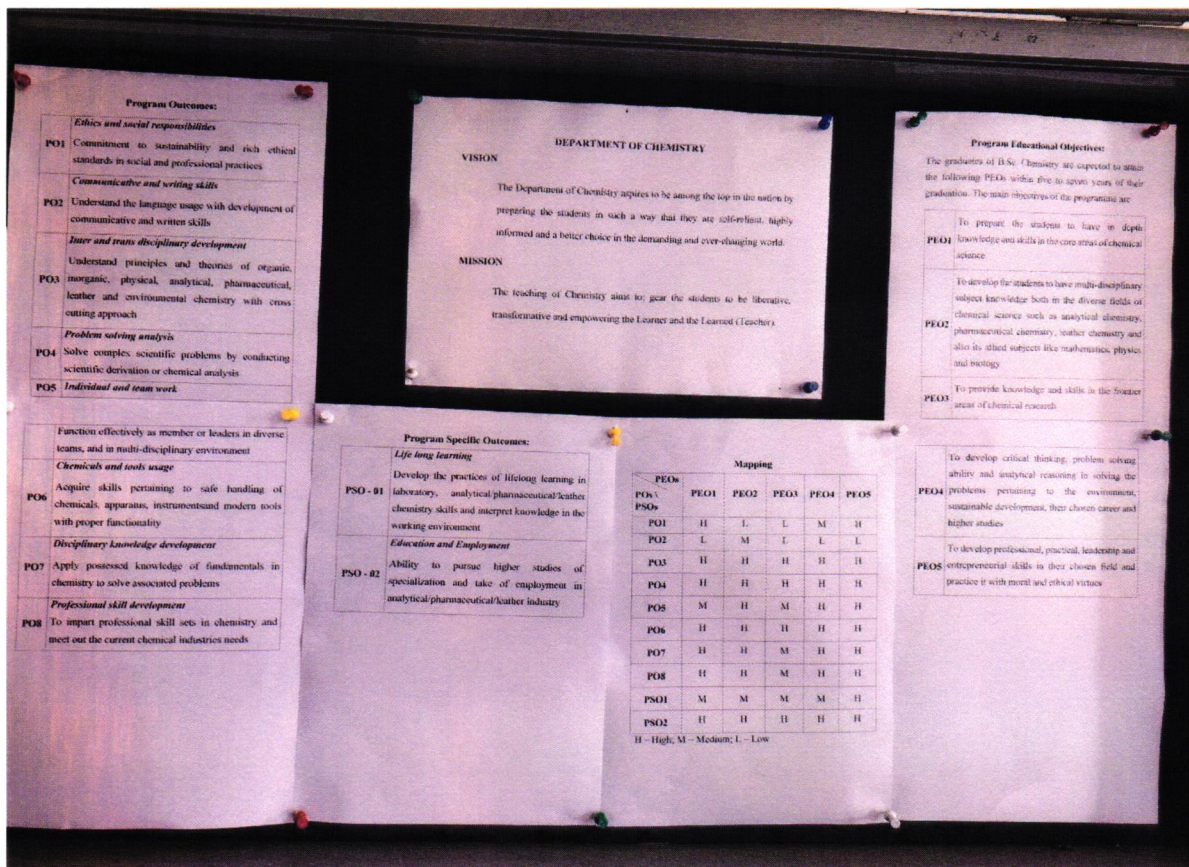 Program Outcomes:
Ethics and social responsibilities
PO1 Commitment to sustainability and rich ethical
standards in social and professional practices
Communicative and writing skills
PO2 Understand the language usage with development of
communicative and written skills
Inter and trans disciplinary development
Understand principles and theories of organic,
inorganic, physical, analytical, pharmaceutical,
PO3 leather and environmental chemistry with cross
cutting approach
Problem solving analysis
PO4 Solve complex scientific problems by conducting
scientific derivation or chemical analysis
PO5 Individual and team work
Function effectively as member or leaders in diverse
teams, and in multi-disciplinary environment
Chemicals and tools usage
PO6 Acquire skills pertaining to safe handling of
chemicals, apparatus, instrumentsand modern tools
with proper functionality
Disciplinary knowledge development
PO7 Apply possessed knowledge of fundamentals in
chemistry to solve associated problems
Professional skill development
PO8 To impart professional skill sets in chemistry and
meet out the current chemical industries needs
DEPARTMENT OF CHEMISTRY
VISION
The Department of Chemistry aspires to be among the top in the nation by
preparing the students in such a way that they are self-reliant, highly
informed and a better choice in the demanding and ever-changing world.
MISSION
The teaching of Chemistry aims to: gear the students to be liberative,
transformative and empowering the Learner and the Learned (Teacher).
Program Specific Outcomes:
Life long learning
PSO - 01 Develop the practices of lifelong learning in
laboratory, analytical/pharmaceutical/leather
chemistry skills and interpret knowledge in the
working environment
Education and Employment
PSO - 02 Ability to pursue higher studies of
specialization and take of employment in
analytical/pharmaceutical/leather industry
Mapping
PEOs
POs \ PSOs PEO1 PEO2 PEO3 PEO4 PEO5
PO1 H L L M H
PO2 L M L L L
PO3 H H H H H
PO4 H H H H H
PO5 M H M H H
PO6 H H H H H
PO7 H H M H H
PO8 H H M H H
PSO1 M M M M H
PSO2 H H H H H
H – High; M – Medium; L – Low
Program Educational Objectives:
The graduates of B.Sc. Chemistry are expected to attain
the following PEOs within five to seven years of their
graduation. The main objectives of the programme are
To prepare the students to have in depth
PEO1 knowledge and skills in the core areas of chemical
science
To develop the students to have multi-disciplinary
subject knowledge both in the diverse fields of
chemical science such as analytical chemistry,
PEO2 pharmaceutical chemistry, leather chemistry and
also its allied subjects like mathematics, physics
and biology
PEO3 To provide knowledge and skills in the frontier
areas of chemical research
To develop critical thinking, problem solving
ability and analytical reasoning in solving the
PEO4 problems pertaining to the environment,
sustainable development, their chosen career and
higher studies
To develop professional, practical, leadership and
PEO5 entrepreneurial skills in their chosen field and
practice it with moral and ethical virtues